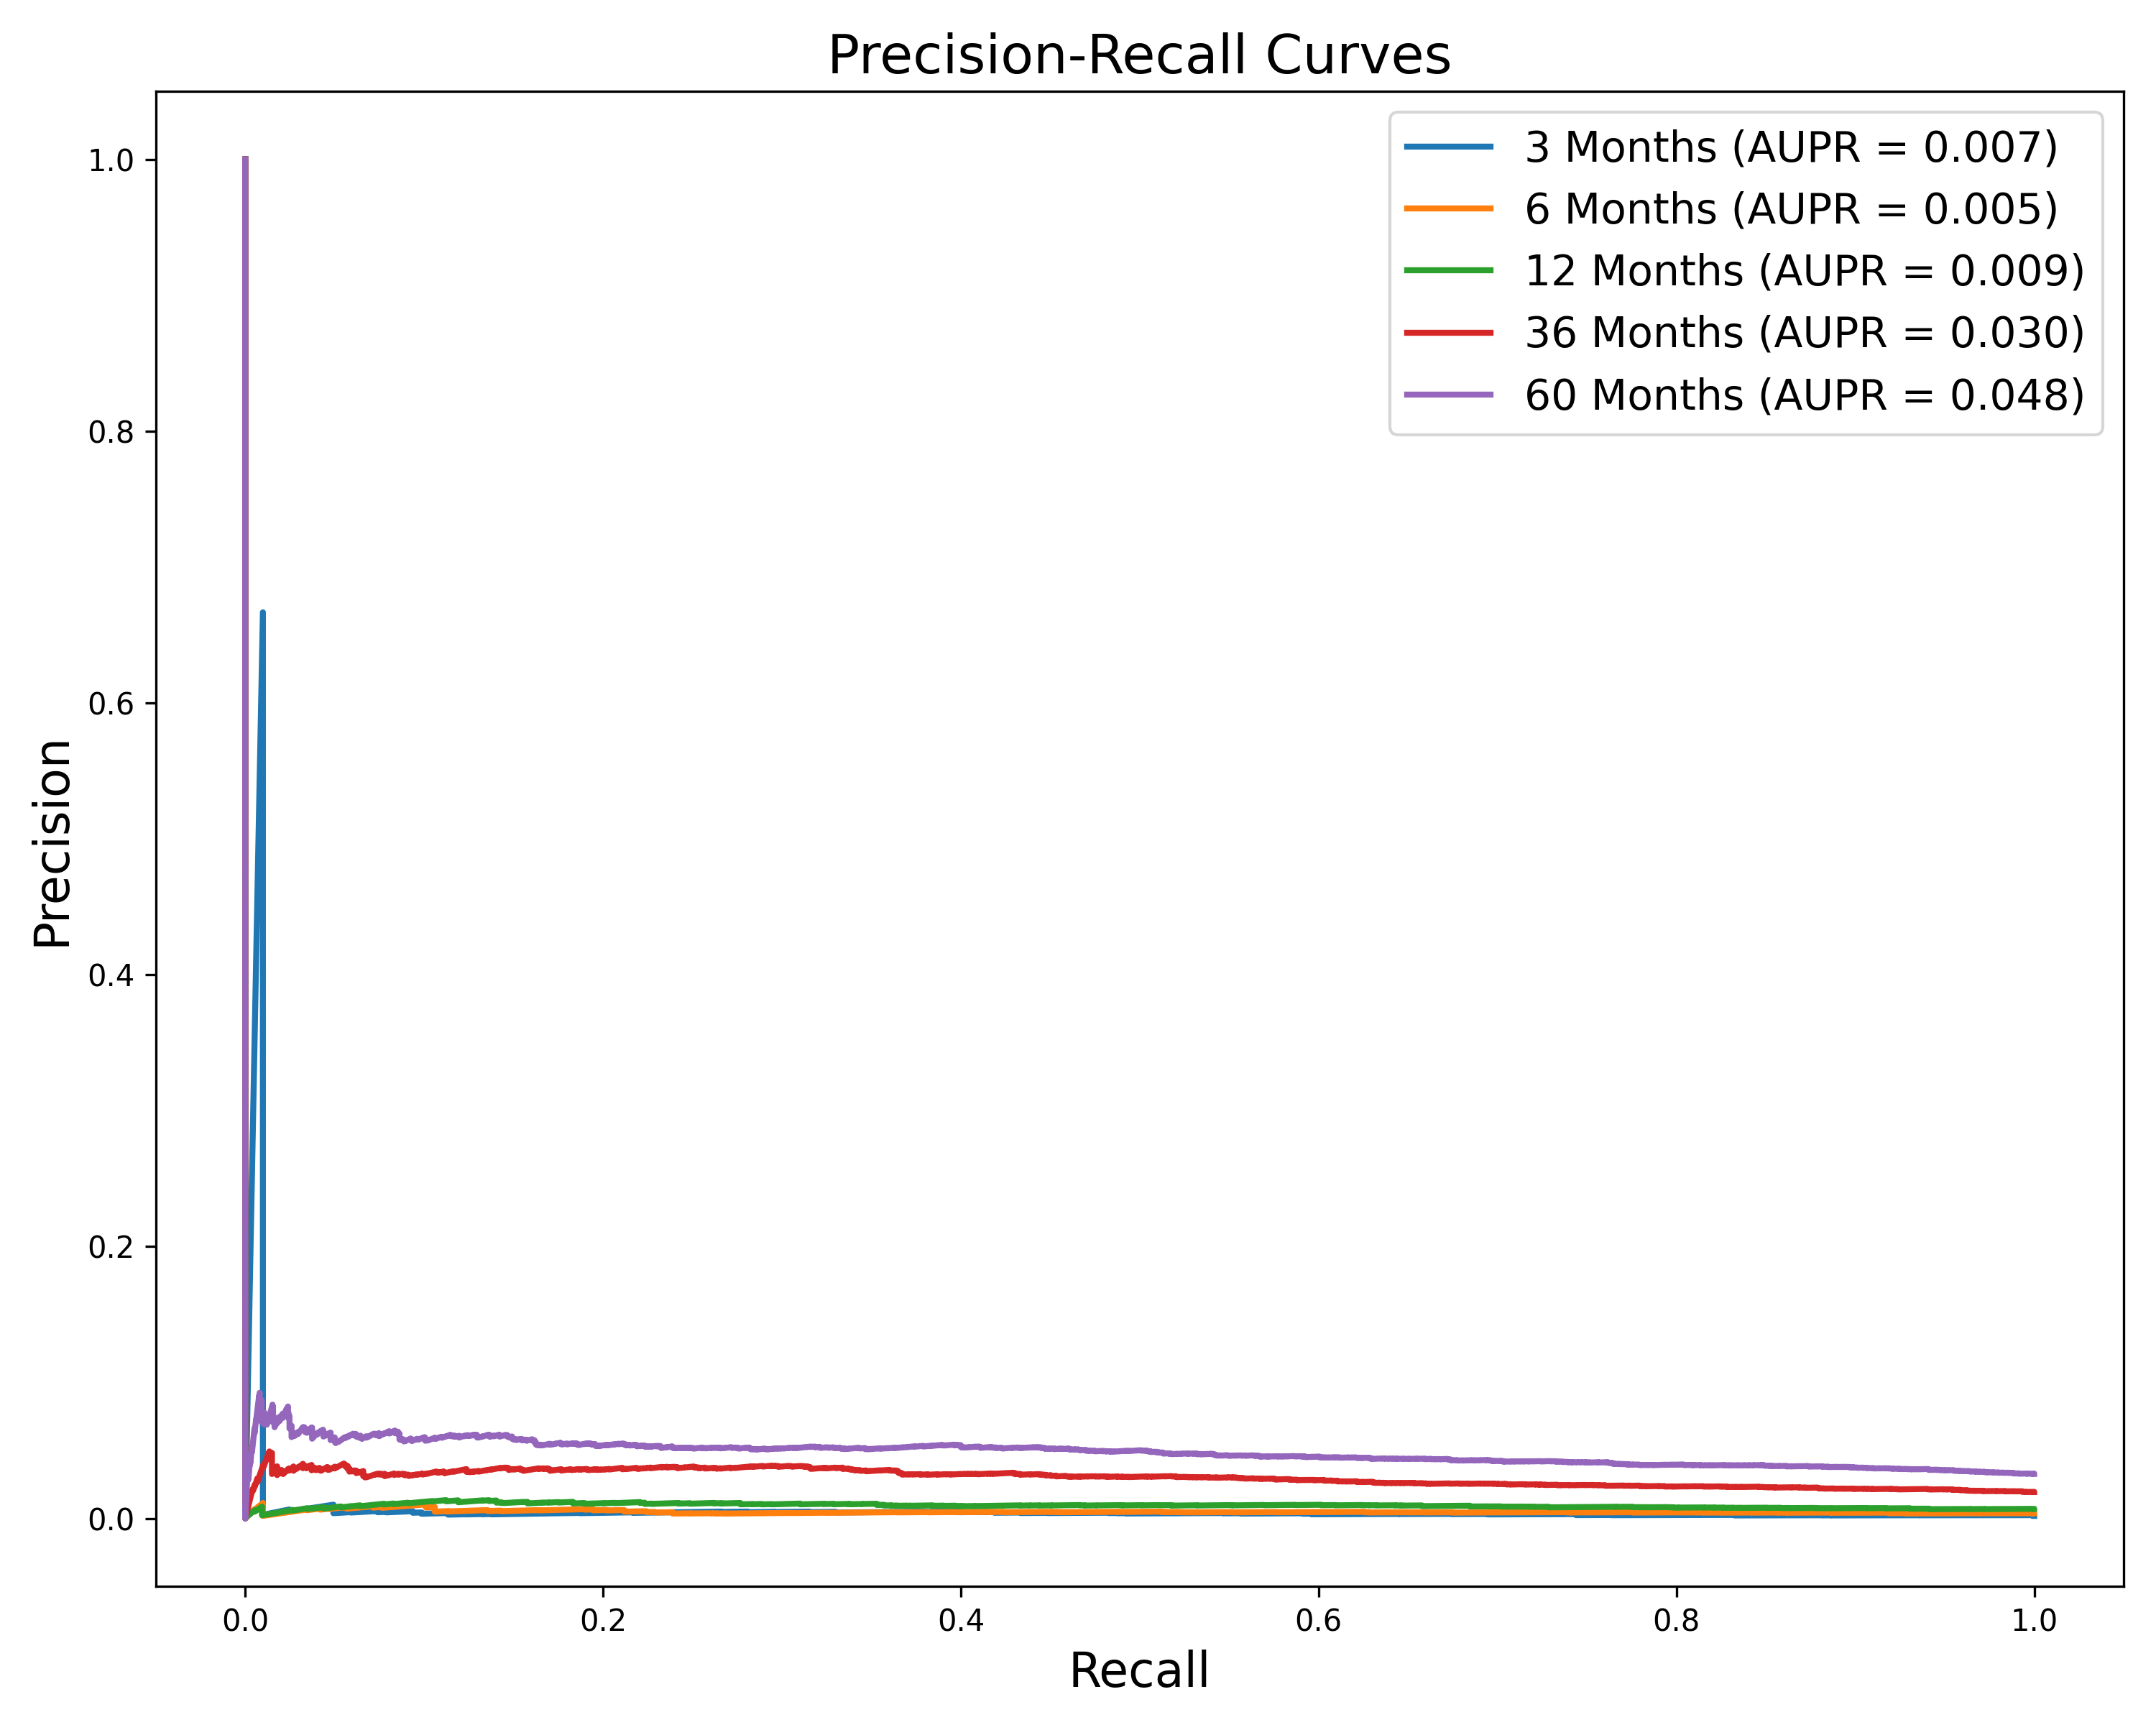 Precision-Recall Curves
3 Months (AUPR = 0.007)
6 Months (AUPR = 0.005)
12 Months (AUPR = 0.009)
36 Months (AUPR = 0.030)
60 Months (AUPR = 0.048)
Precision
1.0
0.8
0.6
0.4
0.2
0.0
0.0 0.2 0.4 0.6 0.8 1.0
Recall